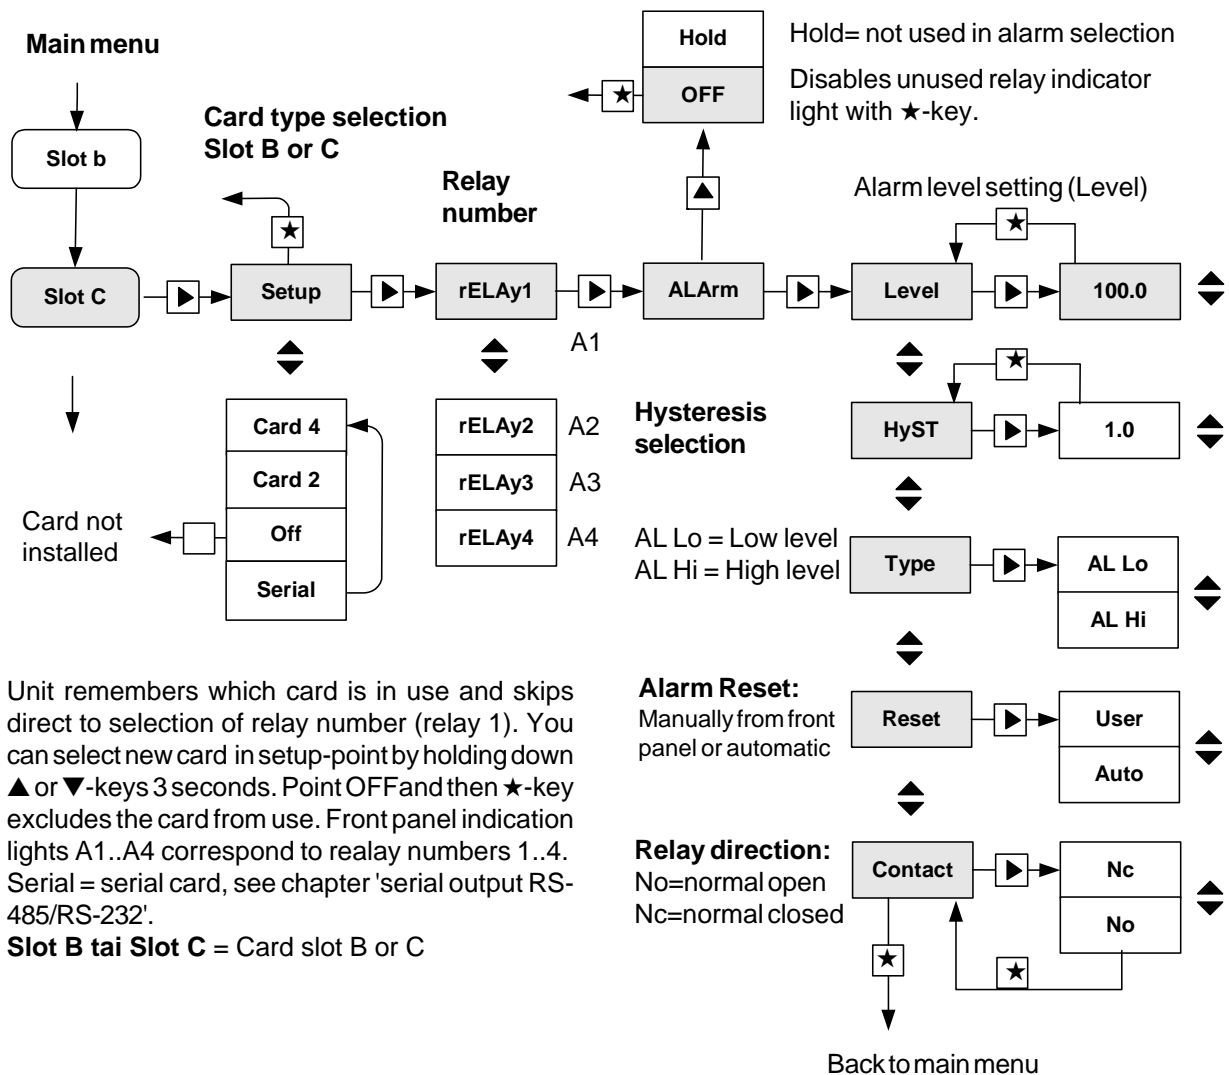 Main menu
Hold
Hold= not used in alarm selection
OFF
Disables unused relay indicator
light with ★-key.
★
Card type selection
Slot B or C
Slot b
Relay
number
▲
Alarm level setting (Level)
★
★
Slot C
▶
Setup
▶
rELAy1
▶
ALArm
▶
Level
▶
100.0
A1
★
Card 4
Card 2
Off
Serial
rELAy2
A2
rELAy3
A3
rELAy4
A4
Hysteresis
selection
HyST
▶
1.0
Card not
installed
AL Lo = Low level
AL Hi = High level
Type
▶
AL Lo
AL Hi
Unit remembers which card is in use and skips
direct to selection of relay number (relay 1). You
can select new card in setup-point by holding down
▲ or ▼-keys 3 seconds. Point OFFand then ★-key
excludes the card from use. Front panel indication
lights A1..A4 correspond to realay numbers 1..4.
Serial = serial card, see chapter 'serial output RS-
485/RS-232'.
Slot B tai Slot C = Card slot B or C
Alarm Reset:
Manually from front
panel or automatic
Reset
▶
User
Auto
Relay direction:
No=normal open
Nc=normal closed
Contact
▶
Nc
No
★
★
Back to main menu